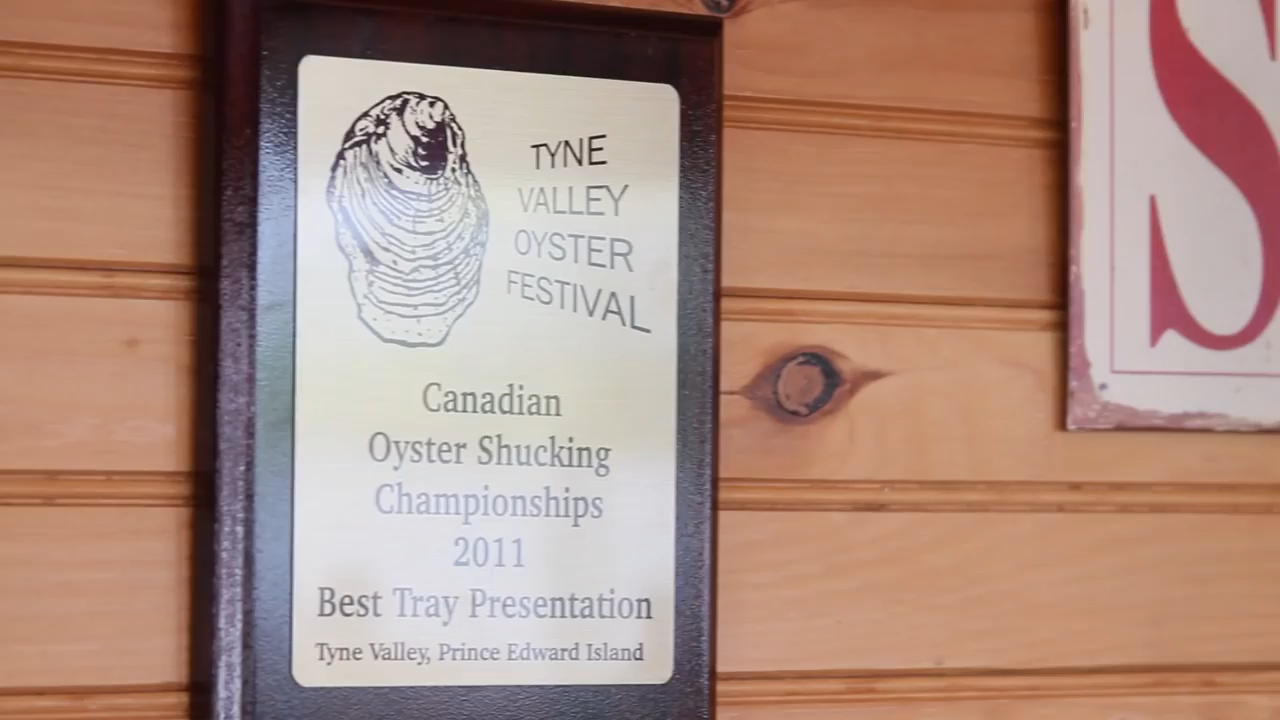 TYNE
VALLEY
OYSTER
FESTIVAL
Canadian
Oyster Shucking
Championships
2011
Best Tray Presentation
Tyne Valley, Prince Edward Island
S